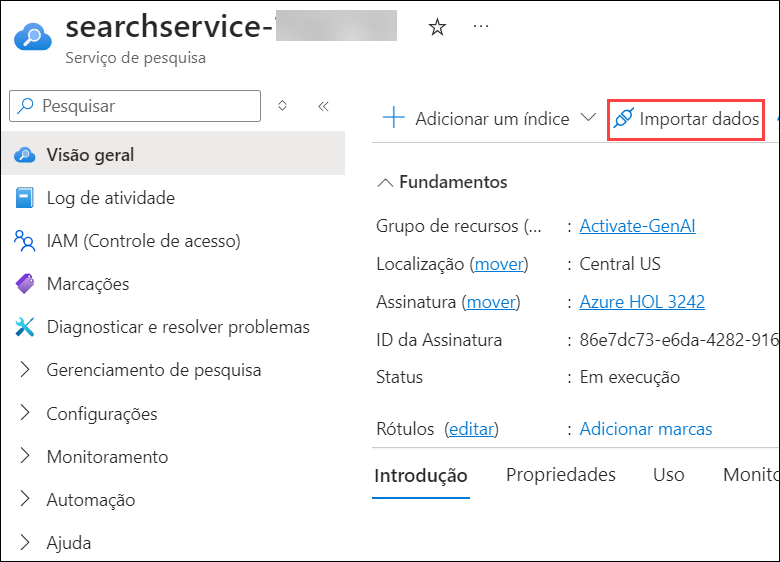 searchservice-
Serviço de pesquisa
Pesquisar
Adicionar um índice
Importar dados
Visão geral
Log de atividade
IAM (Controle de acesso)
Marcações
Diagnosticar e resolver problemas
Gerenciamento de pesquisa
Configurações
Monitoramento
Automação
Ajuda
Fundamentos
Grupo de recursos (... : Activate-GenAI
Localização (mover) : Central US
Assinatura (mover) : Azure HOL 3242
ID da Assinatura : 86e7dc73-e6da-4282-916
Status : Em execução
Rótulos (editar) : Adicionar marcas
Introdução Propriedades Uso Monito